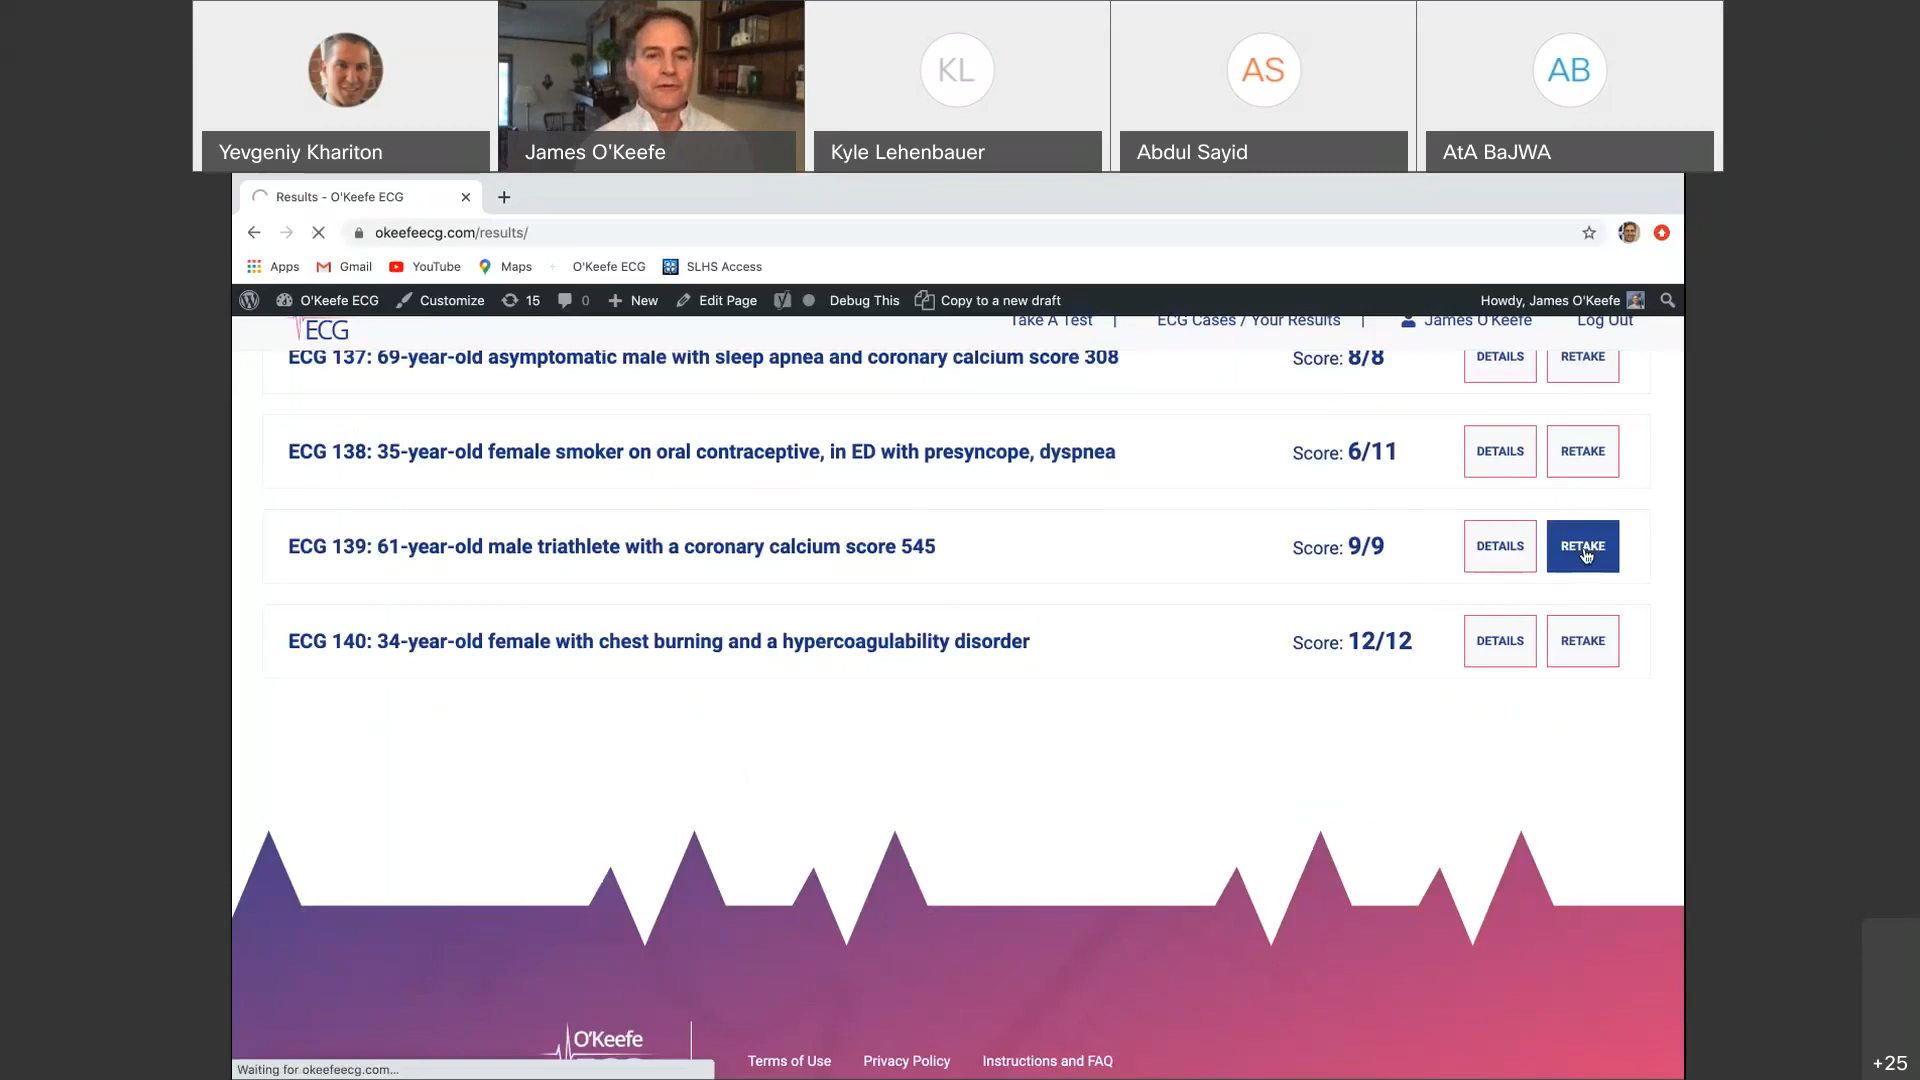 KL
AS
AB
Yevgeniy Khariton
James O'Keefe
Kyle Lehenbauer
Abdul Sayid
AtA BaJWA
Results - O'Keefe ECG
okeefeecg.com/results/
Apps
Gmail
YouTube
Maps
O'Keefe ECG
SLHS Access
O'Keefe ECG
Customize
15
0
New
Edit Page
Debug This
Copy to a new draft
Howdy, James O'Keefe
ECG
Take A Test
ECG Cases / Your Results
James O'Keefe
Log Out
ECG 137: 69-year-old asymptomatic male with sleep apnea and coronary calcium score 308
Score: 8/8
DETAILS
RETAKE
ECG 138: 35-year-old female smoker on oral contraceptive, in ED with presyncope, dyspnea
Score: 6/11
DETAILS
RETAKE
ECG 139: 61-year-old male triathlete with a coronary calcium score 545
Score: 9/9
DETAILS
RETAKE
ECG 140: 34-year-old female with chest burning and a hypercoagulability disorder
Score: 12/12
DETAILS
RETAKE
O'Keefe
Terms of Use
Privacy Policy
Instructions and FAQ
Waiting for okeefeecg.com...
+25